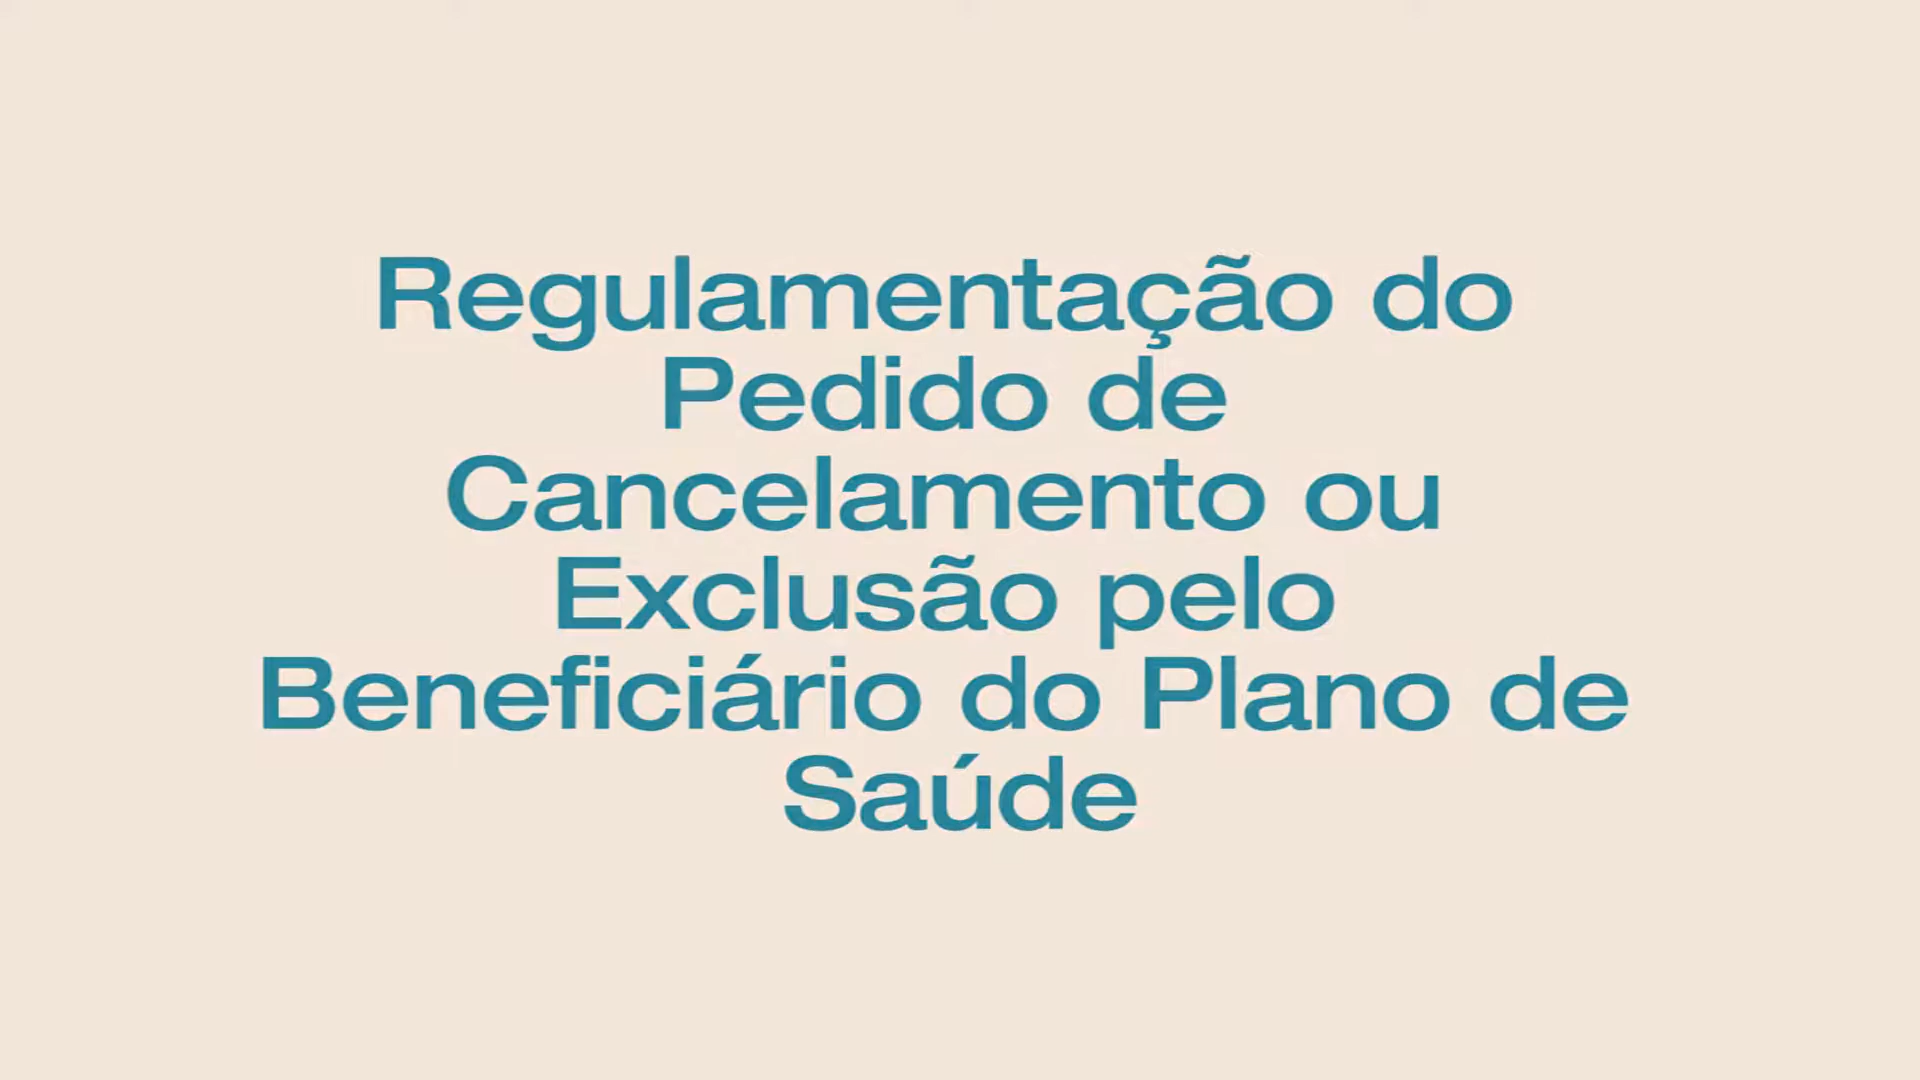 Regulamentação do
Pedido de
Cancelamento ou
Exclusão pelo
Beneficiário do Plano de
Saúde